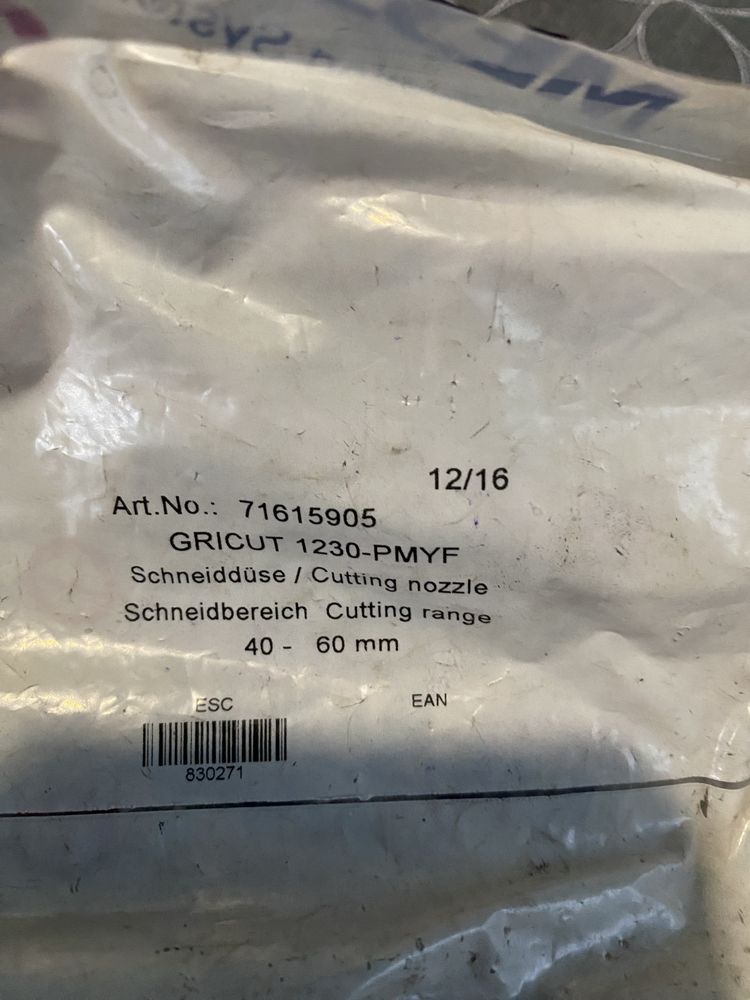 12/16
Art.No.: 71615905
GRICUT 1230-PMYF
Schneiddüse / Cutting nozzle
Schneidbereich Cutting range
40 - 60 mm
ESC EAN
830271